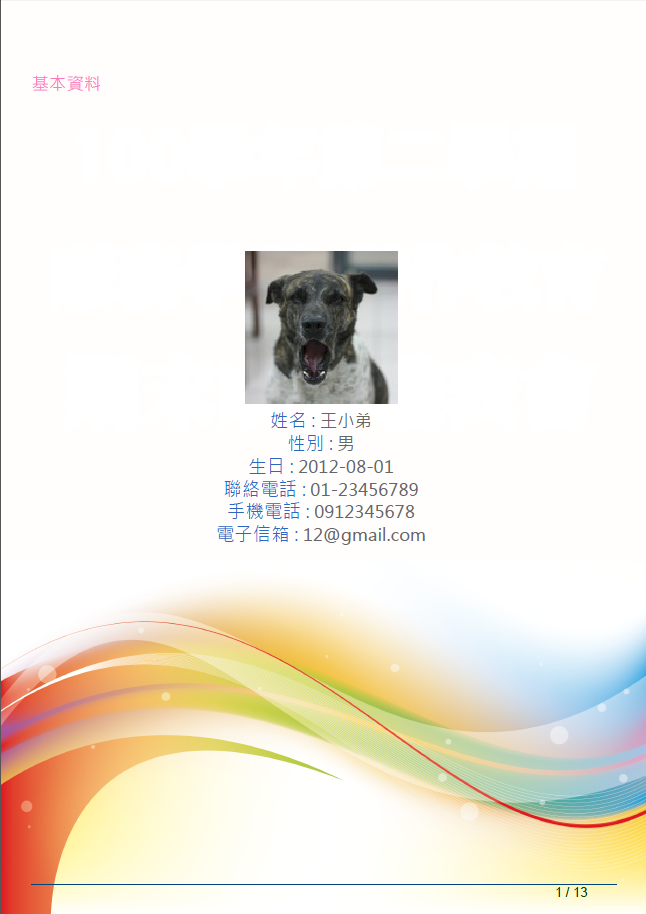 基本資料
姓名 : 王小弟
性別 : 男
生日 : 2012-08-01
聯絡電話 : 01-23456789
手機電話 : 0912345678
電子信箱 : 12@gmail.com
1 / 13